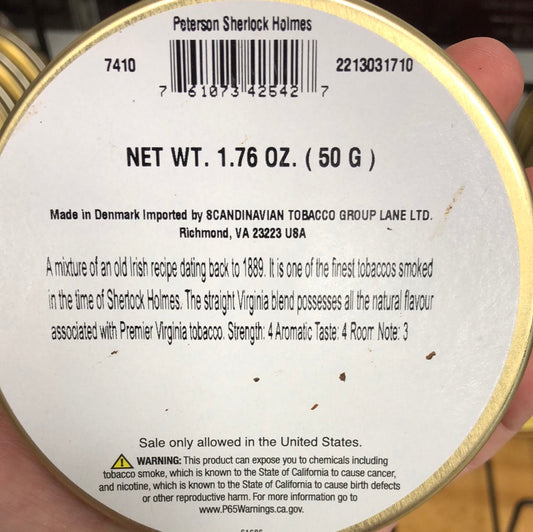 Peterson Sherlock Holmes
7410 2213031710
7 61073 42642 7
NET WT. 1.76 OZ. ( 50 G )
Made in Denmark Imported by SCANDINAVIAN TOBACCO GROUP LANE LTD.
Richmond, VA 23223 USA
A mixture of an old Irish recipe dating back to 1889. It is one of the finest tobaccos smoked
in the time of Sherlock Holmes. The straight Virginia blend possesses all the natural flavour
associated with Premier Virginia tobacco. Strength: 4 Aromatic Taste: 4 Room Note: 3
Sale only allowed in the United States.
WARNING: This product can expose you to chemicals including
tobacco smoke, which is known to the State of California to cause cancer,
and nicotine, which is known to the State of California to cause birth defects
or other reproductive harm. For more information go to
www.P65Warnings.ca.gov.